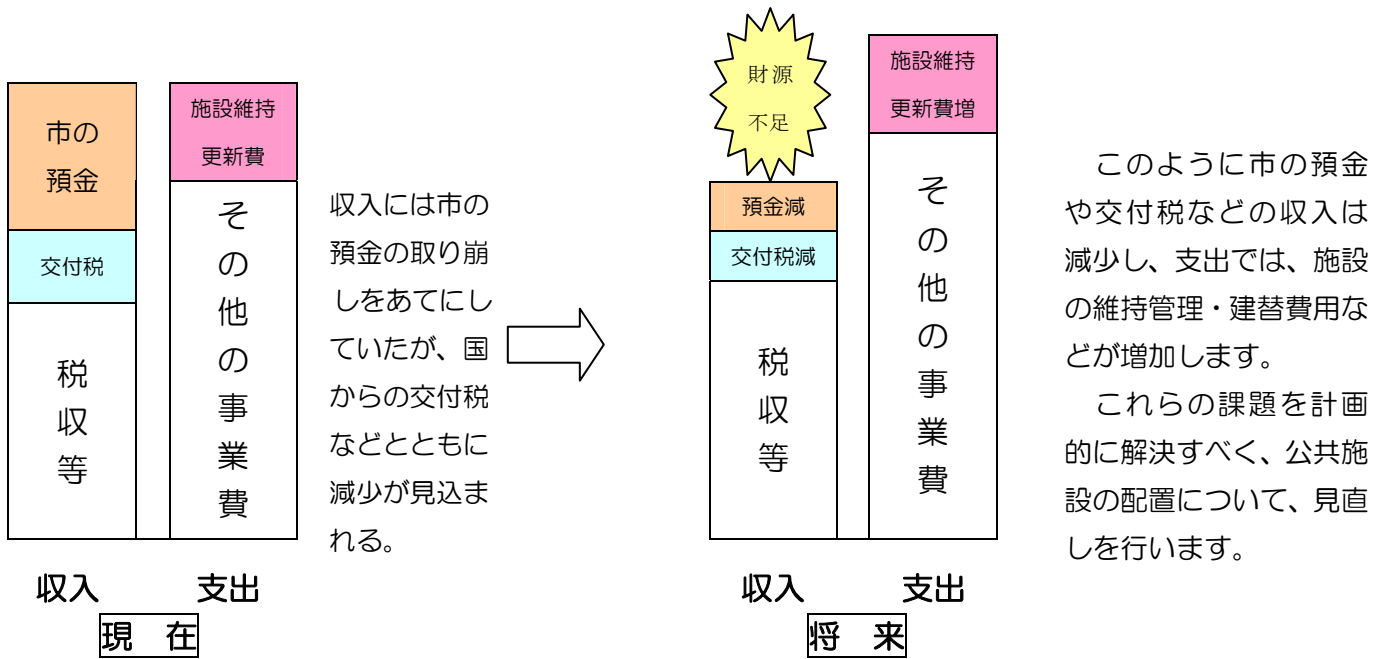 市の
預金
交付税
税
収
等
施設維持
更新費
その他の事業費
収入
支出
現　在
収入には市の
預金の取り崩
しをあてにし
ていたが、国
からの交付税
などとともに
減少が見込ま
れる。
財源
不足
預金減
交付税減
税
収
等
施設維持
更新費増
その他の事業費
収入
支出
将　来
このように市の預金
や交付税などの収入は
減少し、支出では、施設
の維持管理・建替費用な
どが増加します。
これらの課題を計画
的に解決すべく、公共施
設の配置について、見直
しを行います。